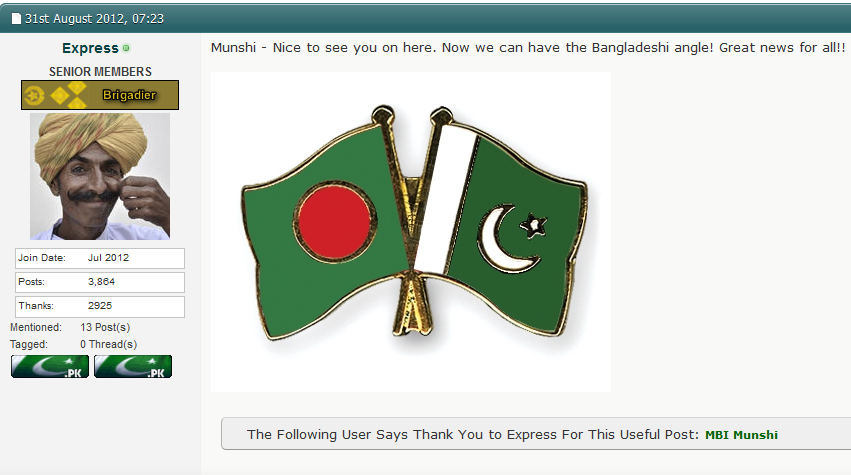 31st August 2012, 07:23
Express
SENIOR MEMBERS
Brigadier
Join Date: Jul 2012
Posts: 3,864
Thanks: 2925
Mentioned: 13 Post(s)
Tagged: 0 Thread(s)
.PK .PK
Munshi - Nice to see you on here. Now we can have the Bangladeshi angle! Great news for all!!
The Following User Says Thank You to Express For This Useful Post: MBI Munshi